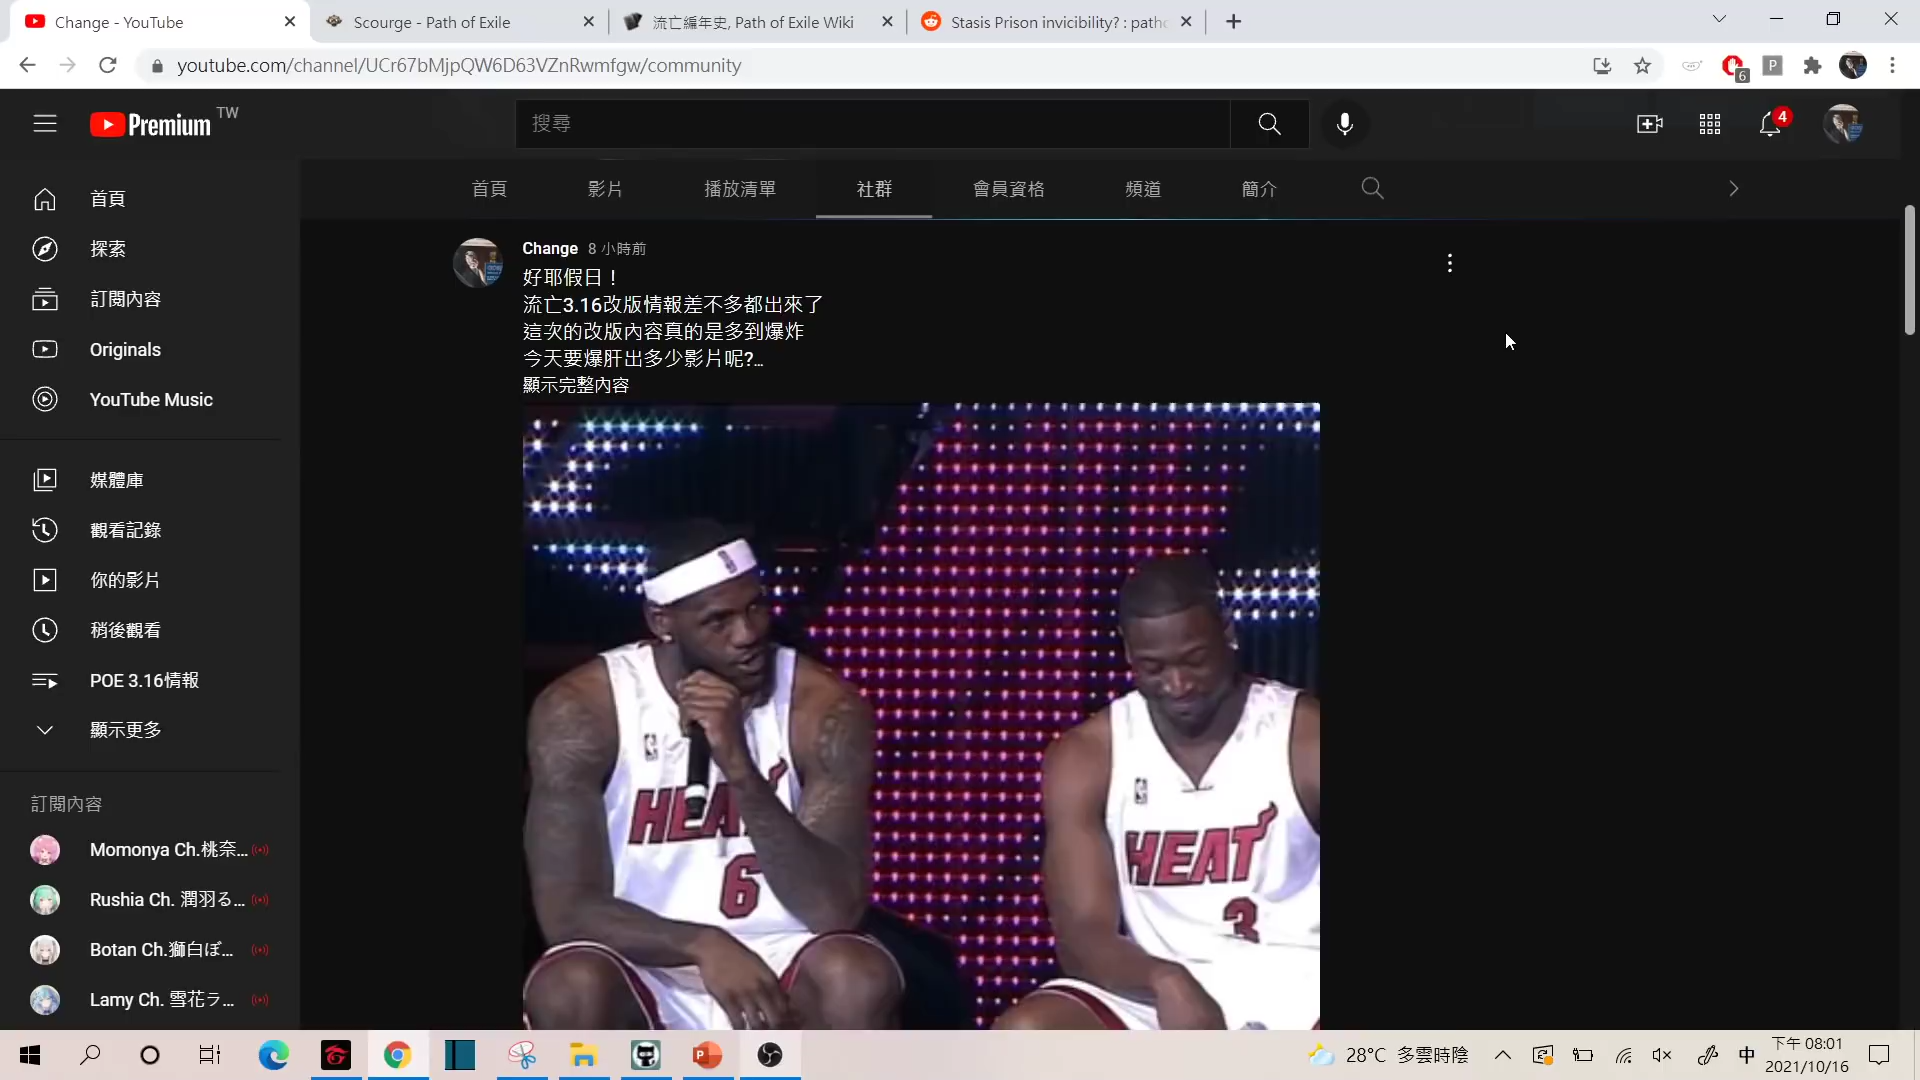 Change - YouTube
Scourge - Path of Exile
流亡編年史, Path of Exile Wiki
Stasis Prison invicibility? : path
youtube.com/channel/UCr67bMjpQW6D63VZnRwmfgw/community
6
P
Premium
TW
搜尋
4
首頁
影片
播放清單
社群
會員資格
頻道
簡介
首頁
探索
訂閱內容
Originals
YouTube Music
媒體庫
觀看記錄
你的影片
稍後觀看
POE 3.16情報
顯示更多
訂閱內容
Momonya Ch.桃奈...
Rushia Ch. 潤羽る...
Botan Ch.獅白ぼ...
Lamy Ch. 雪花ラ...
Change 8 小時前
好耶假日！
流亡3.16改版情報差不多都出來了
這次的改版內容真的是多到爆炸
今天要爆肝出多少影片呢?...
顯示完整內容
HEAT
6
HEAT
3
28°C 多雲時陰
中
下午 08:01
2021/10/16